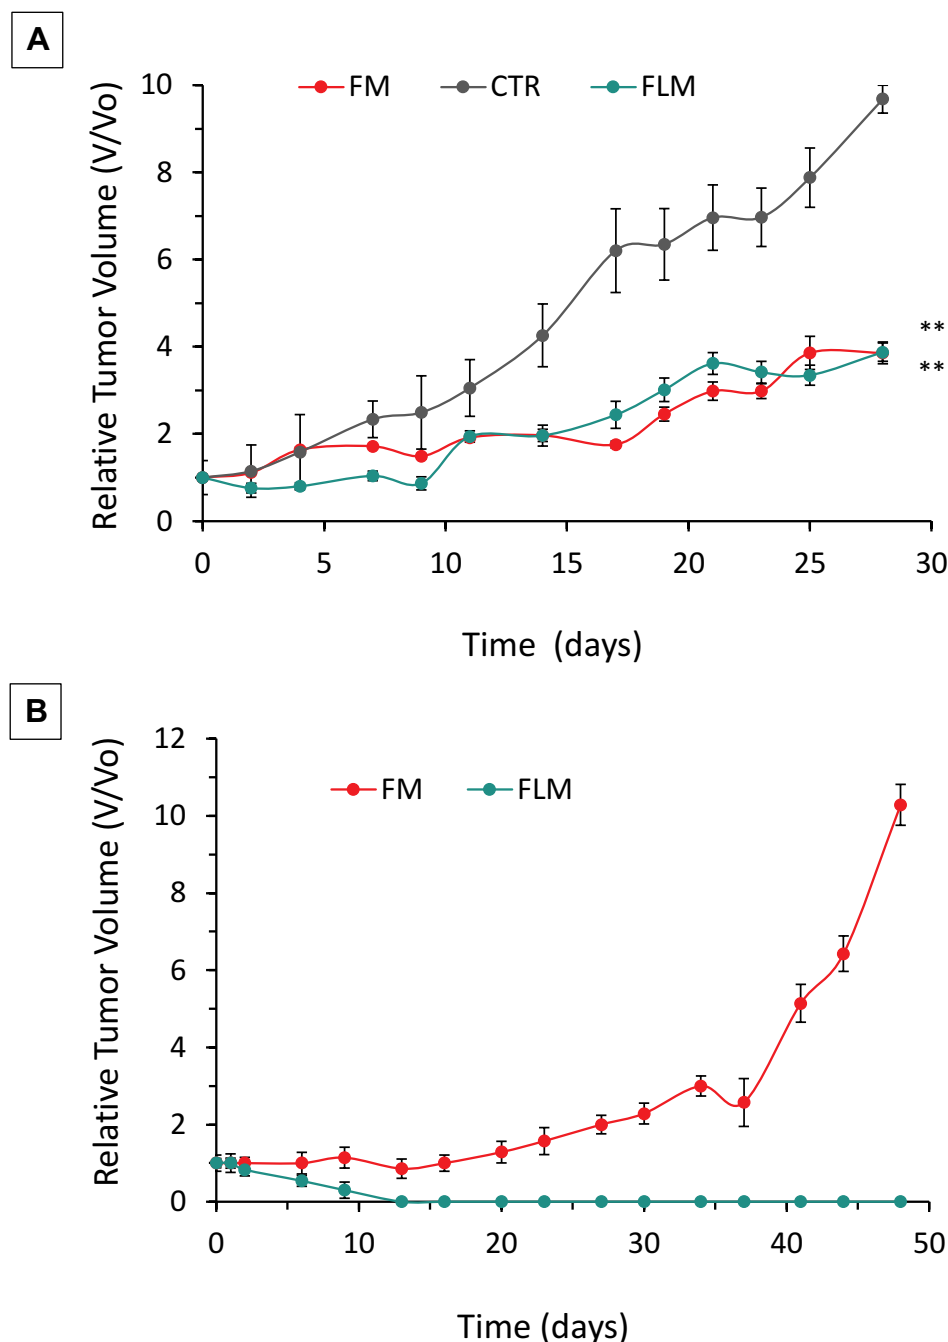 A
FM CTR FLM
Relative Tumor Volume (V/Vo)
10
8
6
4
2
0
**
**
0 5 10 15 20 25 30
Time (days)
B
FM FLM
Relative Tumor Volume (V/Vo)
12
10
8
6
4
2
0
0 10 20 30 40 50
Time (days)